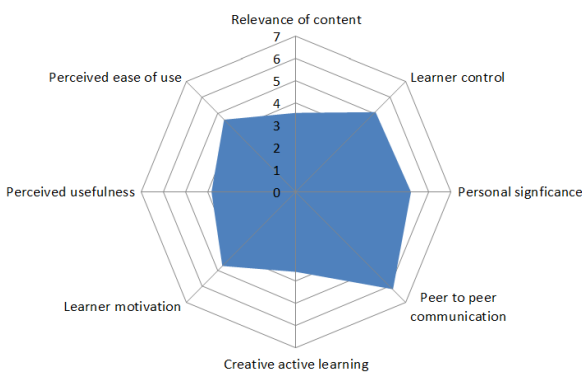 Relevance of content
7
6
5
4
3
2
1
0
Learner control
Personal signficance
Peer to peer
communication
Creative active learning
Learner motivation
Perceived usefulness
Perceived ease of use